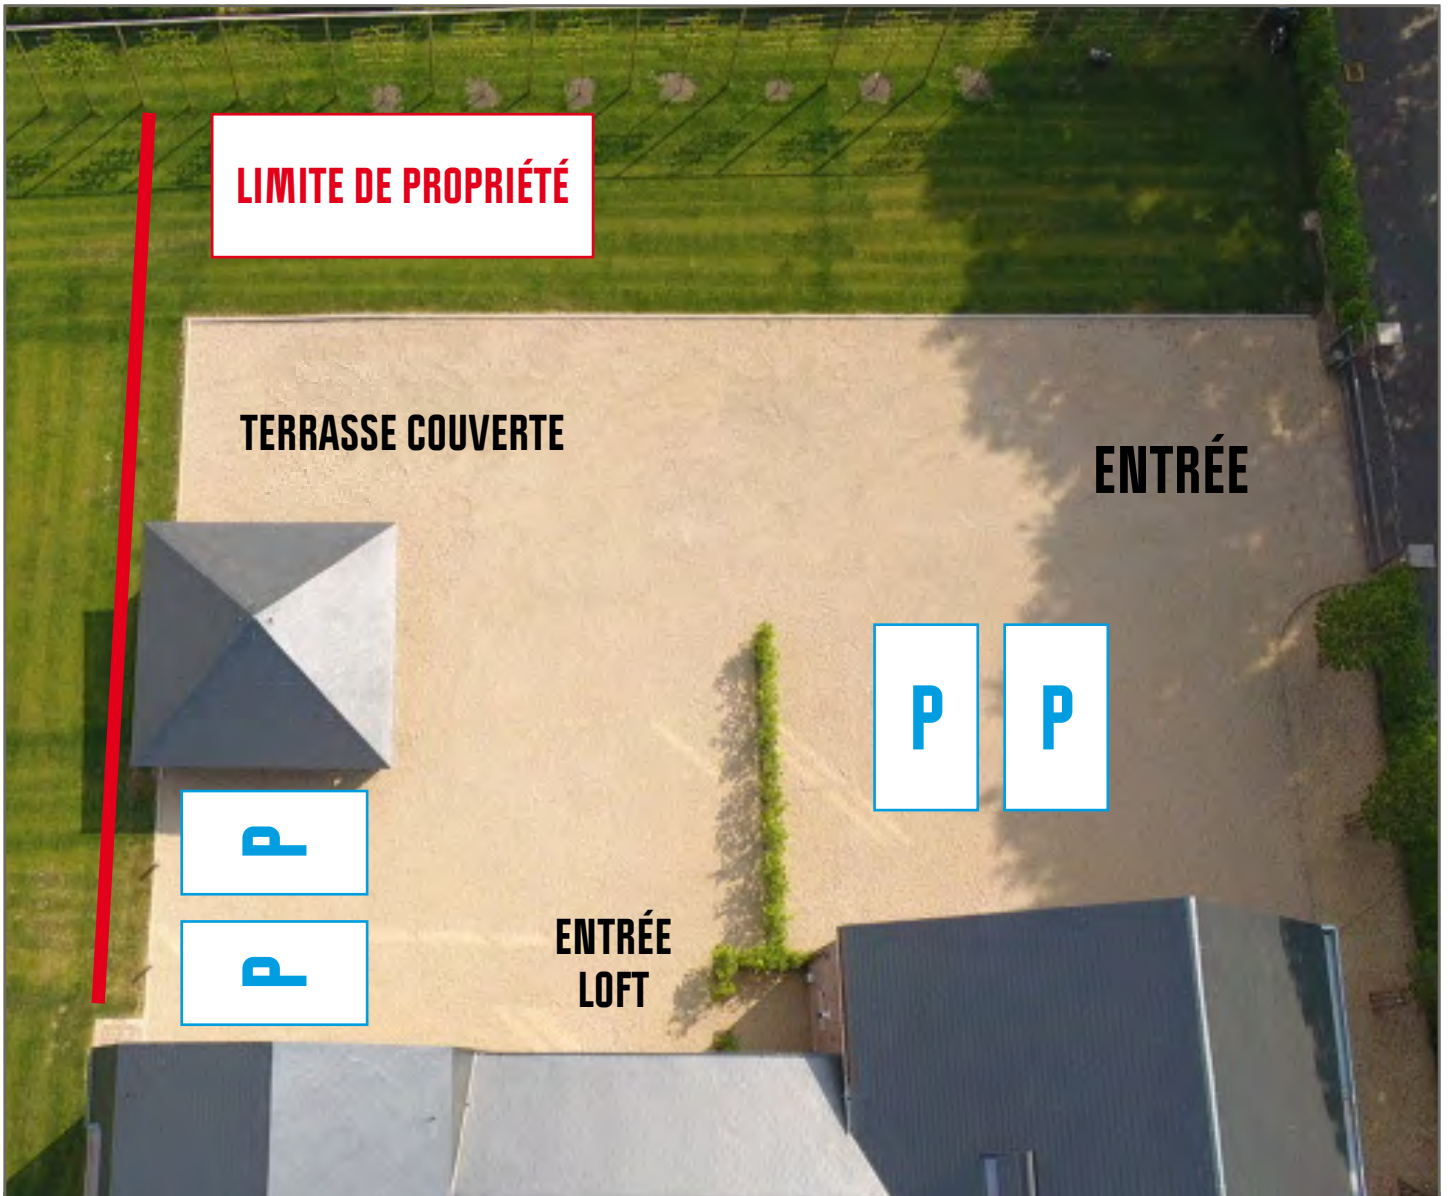 LIMITE DE PROPRIÉTÉ
TERRASSE COUVERTE
ENTRÉE
P
P
P
P
ENTRÉE
LOFT